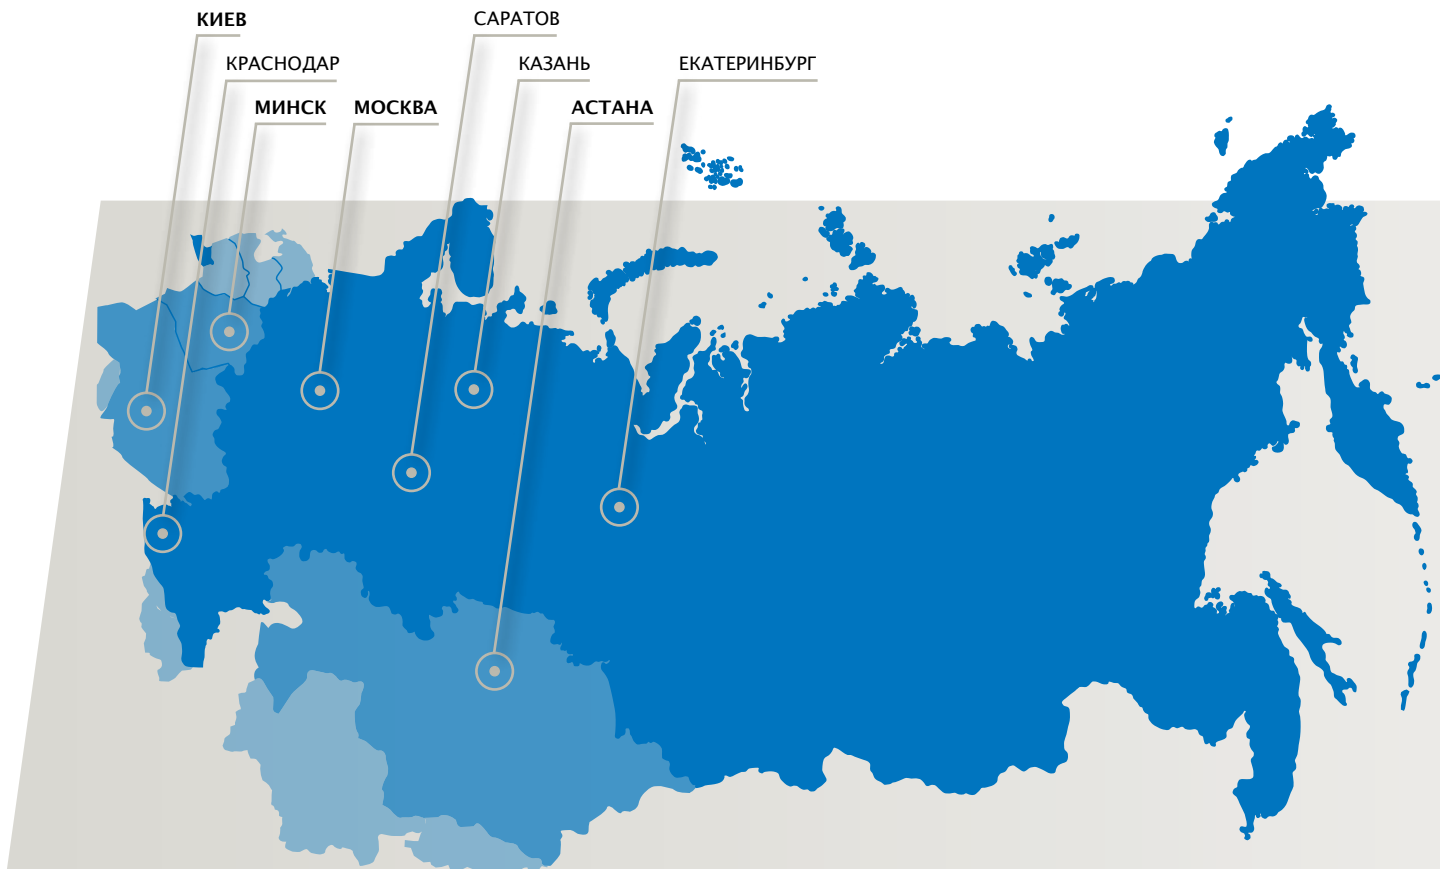 КИЕВ
САРАТОВ
КРАСНОДАР
КАЗАНЬ
ЕКАТЕРИНБУРГ
МИНСК
МОСКВА
АСТАНА